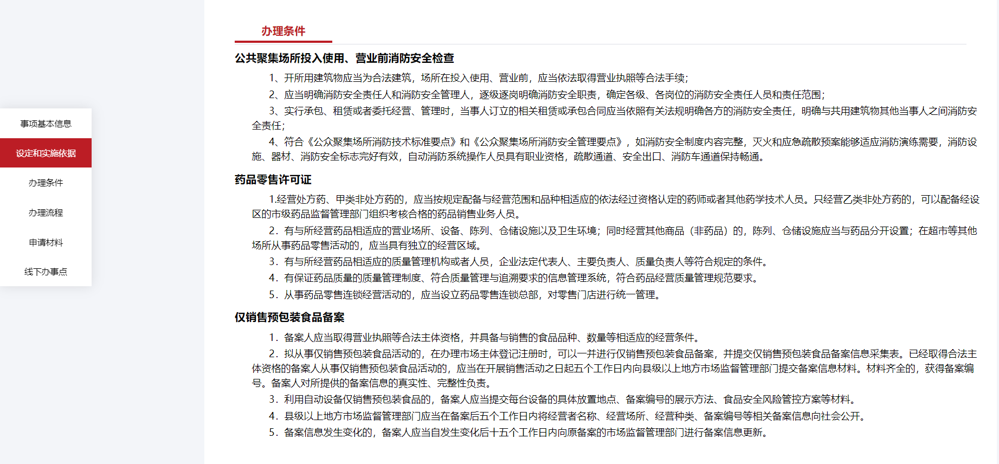 办理条件
公共聚集场所投入使用、营业前消防安全检查
1、开所用建筑物应当为合法建筑，场所在投入使用、营业前，应当依法取得营业执照等合法手续；
2、应当明确消防安全责任人和消防安全管理人，逐级逐岗明确消防安全职责，确定各级、各岗位的消防安全责任人员和责任范围；
3、实行承包、租赁或者委托经营、管理时，当事人订立的相关租赁或承包合同应当依照有关法规明确各方的消防安全责任，明确与共用建筑物其他当事人之间消防安
全责任；
4、符合《公众聚集场所消防技术标准要点》和《公众聚集场所消防安全管理要点》，如消防安全制度内容完整，灭火和应急疏散预案能够适应消防演练需要，消防设
施、器材、消防安全标志完好有效，自动消防系统操作人员具有职业资格，疏散通道、安全出口、消防车通道保持畅通。
药品零售许可证
1.经营处方药、甲类非处方药的，应当按规定配备与经营范围和品种相适应的依法经过资格认定的药师或者其他药学技术人员。只经营乙类非处方药的，可以配备经设
区的市级药品监督管理部门组织考核合格的药品销售业务人员。
2．有与所经营药品相适应的营业场所、设备、陈列、仓储设施以及卫生环境；同时经营其他商品（非药品）的，陈列、仓储设施应当与药品分开设置；在超市等其他
场所从事药品零售活动的，应当具有独立的经营区域。
3．有与所经营药品相适应的质量管理机构或者人员，企业法定代表人、主要负责人、质量负责人等符合规定的条件。
4．有保证药品质量的质量管理制度、符合质量管理与追溯要求的信息管理系统，符合药品经营质量管理规范要求。
5．从事药品零售连锁经营活动的，应当设立药品零售连锁总部，对零售门店进行统一管理。
仅销售预包装食品备案
1．备案人应当取得营业执照等合法主体资格，并具备与销售的食品品种、数量等相适应的经营条件。
2．拟从事仅销售预包装食品活动的，在办理市场主体登记注册时，可以一并进行仅销售预包装食品备案，并提交仅销售预包装食品备案信息采集表。已经取得合法主
体资格的备案人从事仅销售预包装食品活动的，应当在开展销售活动之日起五个工作日内向县级以上地方市场监督管理部门提交备案信息材料。材料齐全的，获得备案编
号。备案人对所提供的备案信息的真实性、完整性负责。
3．利用自动设备仅销售预包装食品的，备案人应当提交每台设备的具体放置地点、备案编号的展示方法、食品安全风险管控方案等材料。
4．县级以上地方市场监督管理部门应当在备案后五个工作日内将经营者名称、经营场所、经营种类、备案编号等相关备案信息向社会公开。
5．备案信息发生变化的，备案人应当自发生变化后十五个工作日内向原备案的市场监督管理部门进行备案信息更新。
事项基本信息
设定和实施依据
办理条件
办理流程
申请材料
线下办事点